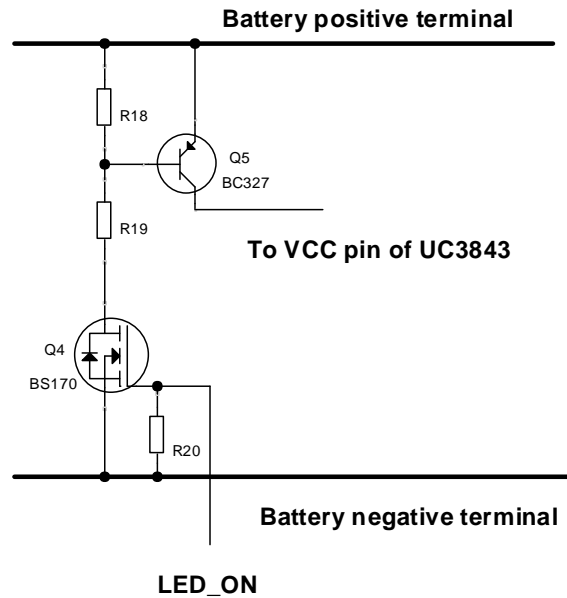 Battery positive terminal
R18
Q5
BC327
R19
To VCC pin of UC3843
Q4
BS170
R20
Battery negative terminal
LED_ON